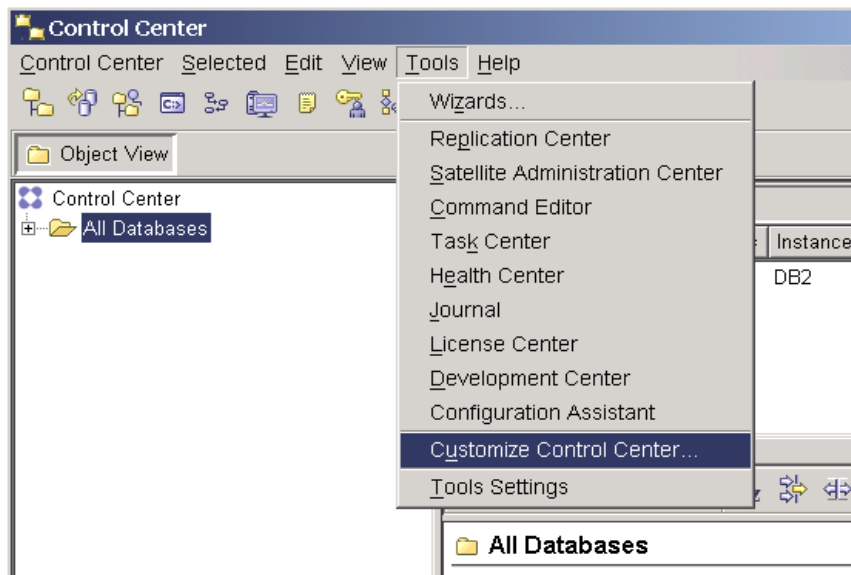 Control Center
Control Center Selected Edit View Tools Help
Wizards...
Object View
Replication Center
Satellite Administration Center
Control Center
Command Editor
All Databases
Task Center
Instance
Health Center
DB2
Journal
License Center
Development Center
Configuration Assistant
Customize Control Center...
Tools Settings
All Databases